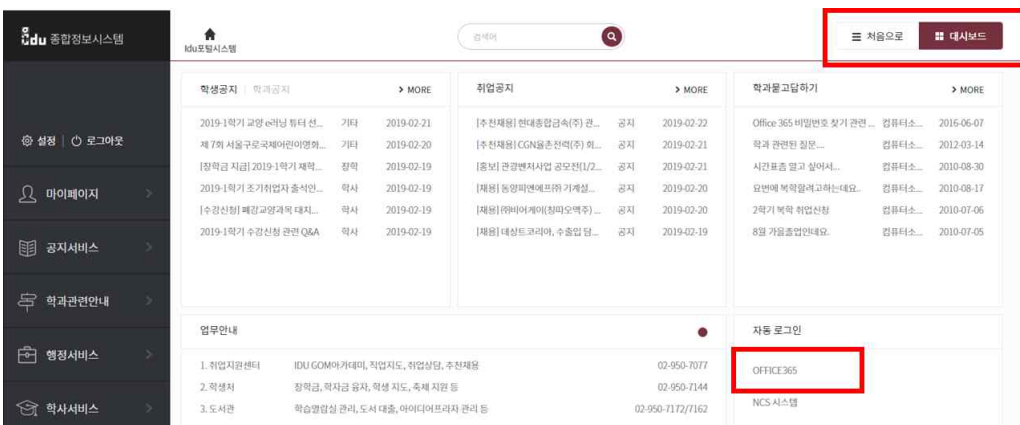 idu 종합정보시스템
설정 | 로그아웃
마이페이지
공지서비스
학과관련안내
행정서비스
학사서비스
Idu포털시스템
검색어
처음으로
대시보드
학생공지 | 학과공지 > MORE
2019-1학기 교양 e러닝 튜터 선... 기타 2019-02-21
제 7회 서울구로국제어린이영화... 기타 2019-02-20
[장학금 지급] 2019-1학기 재학... 장학 2019-02-19
2019-1학기 조기취업자 출석인... 학사 2019-02-19
[수강신청] 폐강교양과목 대치... 학사 2019-02-19
2019-1학기 수강신청 관련 Q&A 학사 2019-02-19
취업공지 > MORE
[추천채용] 현대종합금속(주) 관... 공지 2019-02-22
[추천채용] CGN율촌전력(주) 회... 공지 2019-02-21
[홍보] 관광벤처사업 공모전(1/2... 공지 2019-02-21
[채용] 동양피엔에프㈜ 기계설... 공지 2019-02-20
[채용] ㈜비어케이(칭따오맥주) ... 공지 2019-02-20
[채용] 대상트코리아, 수출입 담... 공지 2019-02-19
학과묻고답하기 > MORE
Office 365 비밀번호 찾기 관련 ... 컴퓨터소... 2016-06-07
학과 관련된 질문.... 컴퓨터소... 2012-03-14
시간표좀 알고 싶어서... 컴퓨터소... 2010-08-30
요번에 복학할려고하는데요.. 컴퓨터소... 2010-08-17
2학기 복학 취업신청 컴퓨터소... 2010-07-06
8월 가을졸업인데요. 컴퓨터소... 2010-07-05
업무안내
1. 취업지원센터 IDU GOM아카데미, 직업지도, 취업상담, 추천채용 02-950-7077
2. 학생처 장학금, 학자금 융자, 학생 지도, 축제 지원 등 02-950-7144
3. 도서관 학습열람실 관리, 도서 대출, 아이디어프라자 관리 등 02-950-7172/7162
자동 로그인
OFFICE365
NCS 시스템